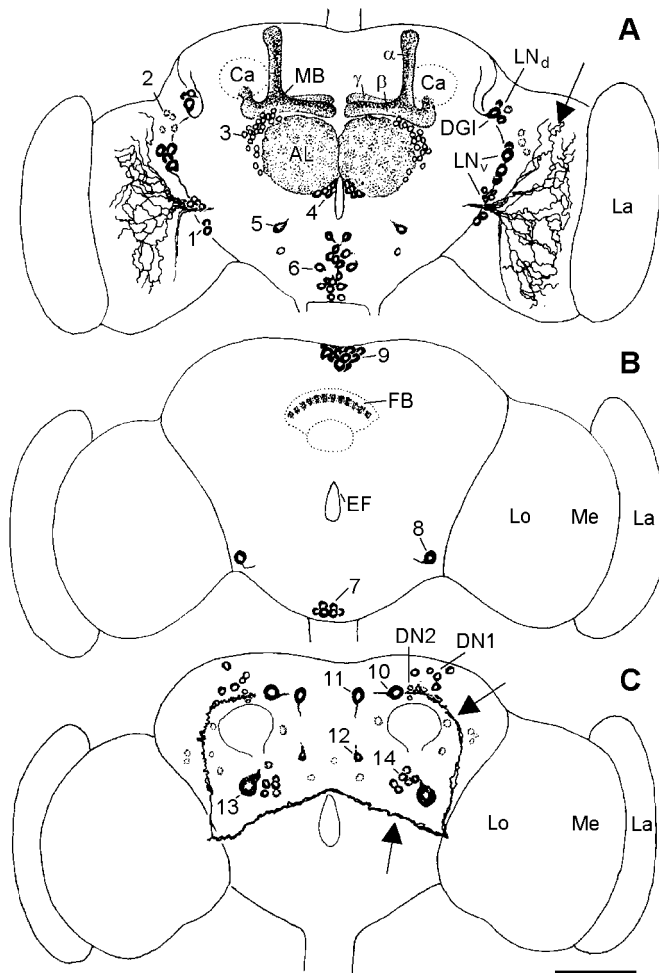 A
LNd
α
2
Ca
MB
γ
β
Ca
DGI
3
AL
LNv
4
5
La
1
6
9
B
FB
EF
Lo
Me
La
8
7
DN2
DN1
11
10
C
12
14
13
Lo
Me
La